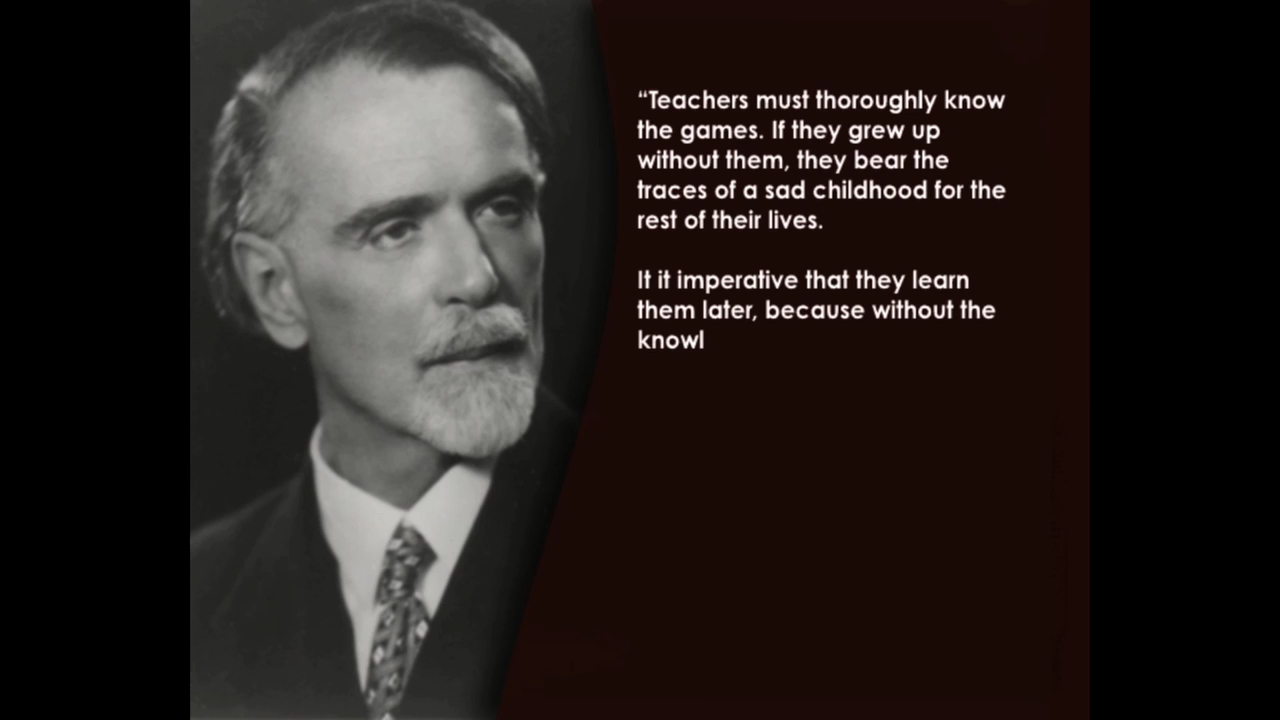 “Teachers must thoroughly know
the games. If they grew up
without them, they bear the
traces of a sad childhood for the
rest of their lives.
It it imperative that they learn
them later, because without the
knowl